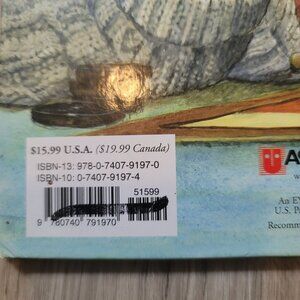 $15.99 U.S.A. ($19.99 Canada)
ISBN-13: 978-0-7407-9197-0
ISBN-10: 0-7407-9197-4
51599
9 780740 791970
An
U.S.
Recomm